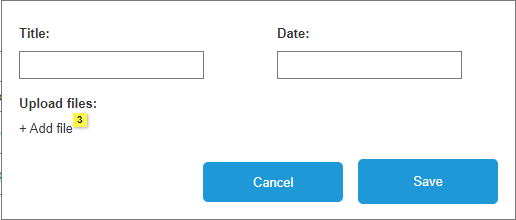 Title: Date:
Upload files:
+ Add file 3
Cancel Save